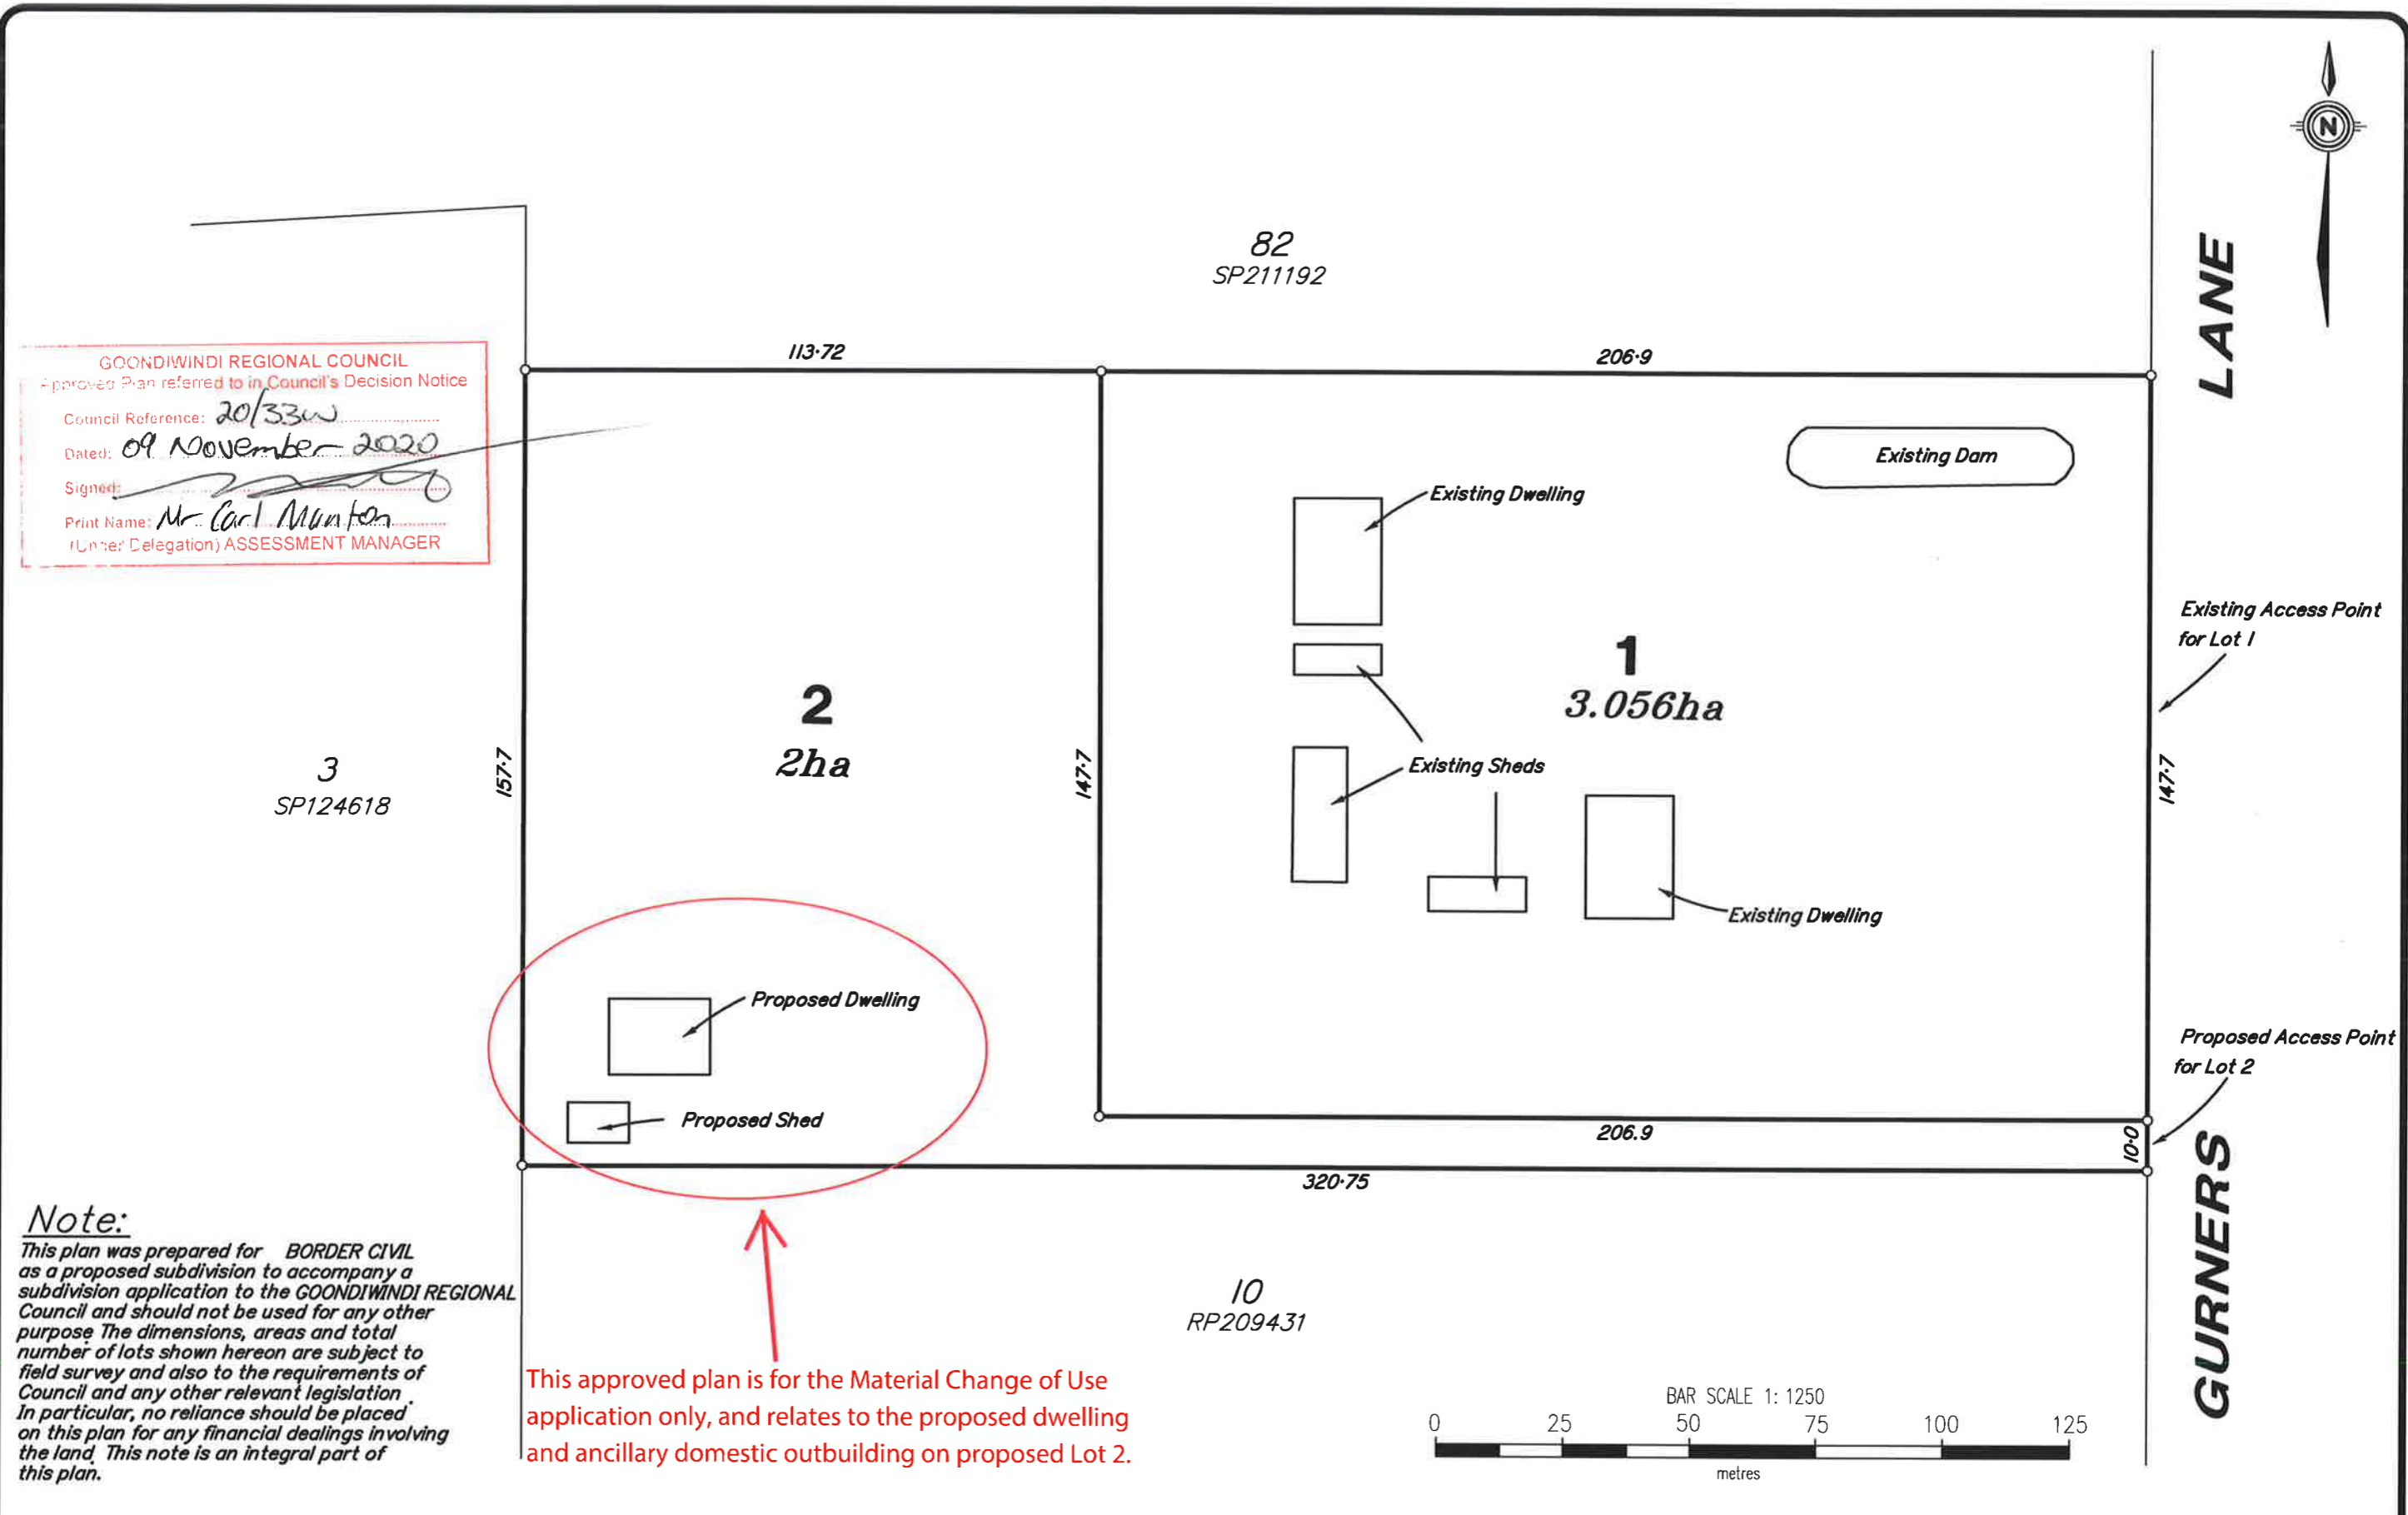 N
LANE
82
SP211192
GOONDIWINDI REGIONAL COUNCIL
Approved Plan referred to in Council's Decision Notice
Council Reference: 20/33W
Dated: 09 November 2020
Signed:
Print Name: Mr Carl Manton
(Under Delegation) ASSESSMENT MANAGER
113·72
206·9
Existing Dam
Existing Dwelling
Existing Access Point
for Lot 1
1
3.056ha
2
2ha
3
SP124618
157·7
147·7
Existing Sheds
147·7
Existing Dwelling
Proposed Dwelling
Proposed Shed
Proposed Access Point
for Lot 2
206.9
10·0
320·75
GURNERS
Note:
This plan was prepared for BORDER CIVIL
as a proposed subdivision to accompany a
subdivision application to the GOONDIWINDI REGIONAL
Council and should not be used for any other
purpose. The dimensions, areas and total
number of lots shown hereon are subject to
field survey and also to the requirements of
Council and any other relevant legislation.
In particular, no reliance should be placed
on this plan for any financial dealings involving
the land. This note is an integral part of
this plan.
10
RP209431
This approved plan is for the Material Change of Use
application only, and relates to the proposed dwelling
and ancillary domestic outbuilding on proposed Lot 2.
BAR SCALE 1: 1250
0 25 50 75 100 125
metres